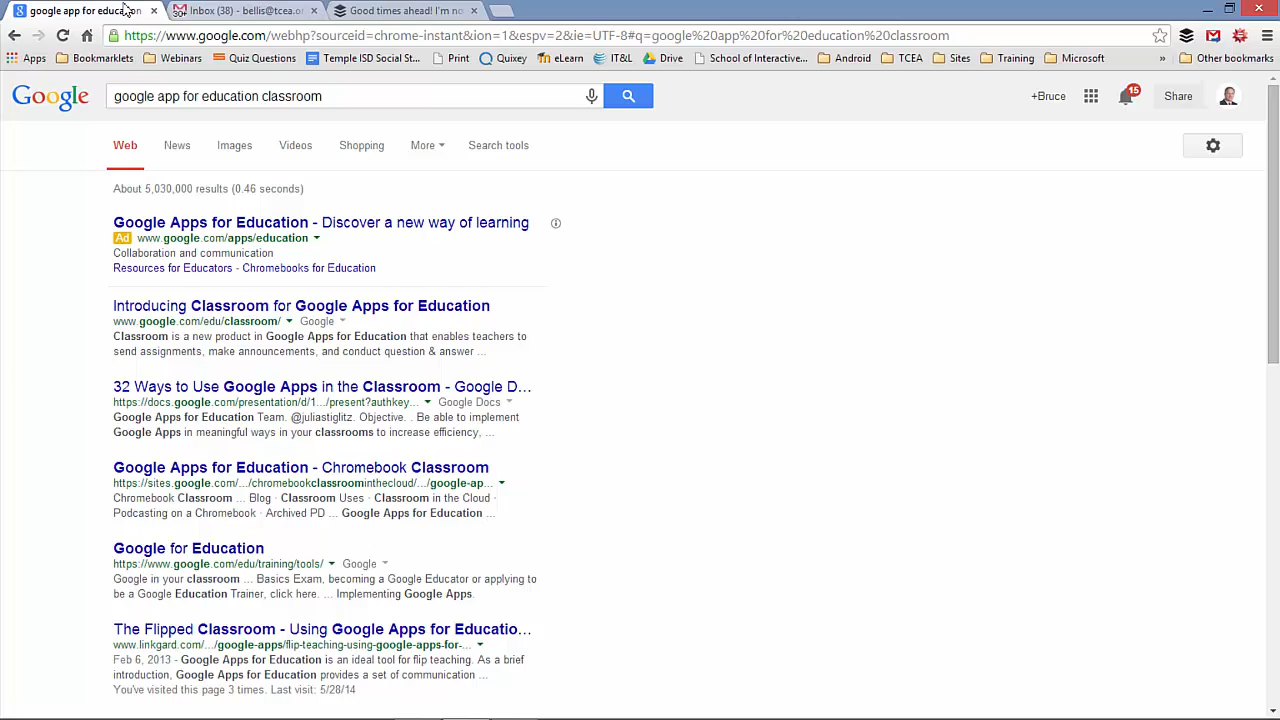 google app for education
Inbox (38) - bellis@tcea.or
Good times ahead! I'm no
https://www.google.com/webhp?sourceid=chrome-instant&ion=1&espv=2&ie=UTF-8#q=google%20app%20for%20education%20classroom
Apps Bookmarklets Webinars Quiz Questions Temple ISD Social St... Print Quixey eLearn IT&L Drive School of Interactive... Android TCEA Sites Training Microsoft » Other bookmarks
Google google app for education classroom +Bruce 15 Share
Web News Images Videos Shopping More Search tools
About 5,030,000 results (0.46 seconds)
Google Apps for Education - Discover a new way of learning
Ad www.google.com/apps/education
Collaboration and communication
Resources for Educators - Chromebooks for Education
Introducing Classroom for Google Apps for Education
www.google.com/edu/classroom/ Google
Classroom is a new product in Google Apps for Education that enables teachers to
send assignments, make announcements, and conduct question & answer ...
32 Ways to Use Google Apps in the Classroom - Google D...
https://docs.google.com/presentation/d/1.../present?authkey... Google Docs
Google Apps for Education Team. @juliastiglitz. Objective. . Be able to implement
Google Apps in meaningful ways in your classrooms to increase efficiency, ...
Google Apps for Education - Chromebook Classroom
https://sites.google.com/.../chromebookclassroominthecloud/.../google-ap...
Chromebook Classroom ... Blog · Classroom Uses · Classroom in the Cloud ·
Podcasting on a Chromebook · Archived PD ... Google Apps for Education ...
Google for Education
https://www.google.com/edu/training/tools/ Google
Google in your classroom ... Basics Exam, becoming a Google Educator or applying to
be a Google Education Trainer, click here. ... Implementing Google Apps.
The Flipped Classroom - Using Google Apps for Educatio...
www.linkgard.com/.../google-apps/flip-teaching-using-google-apps-for-...
Feb 6, 2013 - Google Apps for Education is an ideal tool for flip teaching. As a brief
introduction, Google Apps for Education provides a set of communication ...
You've visited this page 3 times. Last visit: 5/28/14